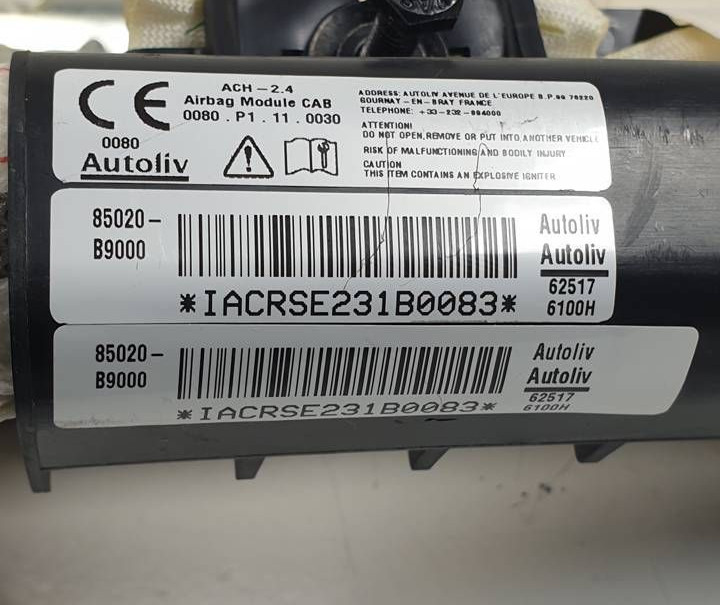 CE
0080
Autoliv
ACH-2.4
Airbag Module CAB
0080.P1.11.0030
ADDRESS: AUTOLIV AVENUE DE L'EUROPE B.P.99 76220
GOURNAY-EN-BRAY FRANCE
TELEPHONE: +33-232-894000
ATTENTION!
DO NOT OPEN, REMOVE OR PUT INTO ANOTHER VEHICLE
RISK OF MALFUNCTIONING AND BODILY INJURY
CAUTION
THIS ITEM CONTAINS AN EXPLOSIVE IGNITER
85020-
B9000
*IACRSE231B0083*
Autoliv
Autoliv
62517
6100H
85020-
B9000
*IACRSE231B0083*
Autoliv
Autoliv
62517
6100H